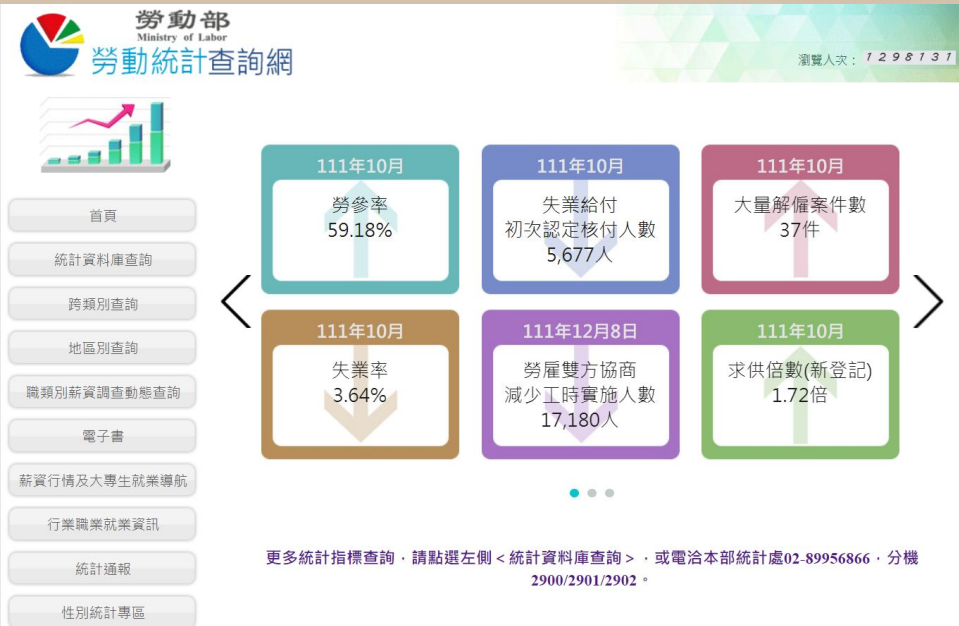 勞動部
Ministry of Labor
勞動統計查詢網
瀏覽人次： 1298131
首頁
統計資料庫查詢
跨類別查詢
地區別查詢
職類別薪資調查動態查詢
電子書
薪資行情及大專生就業導航
行業職業就業資訊
統計通報
性別統計專區
111年10月
勞參率
59.18%
111年10月
失業給付
初次認定核付人數
5,677人
111年10月
大量解僱案件數
37件
111年10月
失業率
3.64%
111年12月8日
勞雇雙方協商
減少工時實施人數
17,180人
111年10月
求供倍數(新登記)
1.72倍
更多統計指標查詢，請點選左側＜統計資料庫查詢＞，或電洽本部統計處02-89956866，分機
2900/2901/2902。